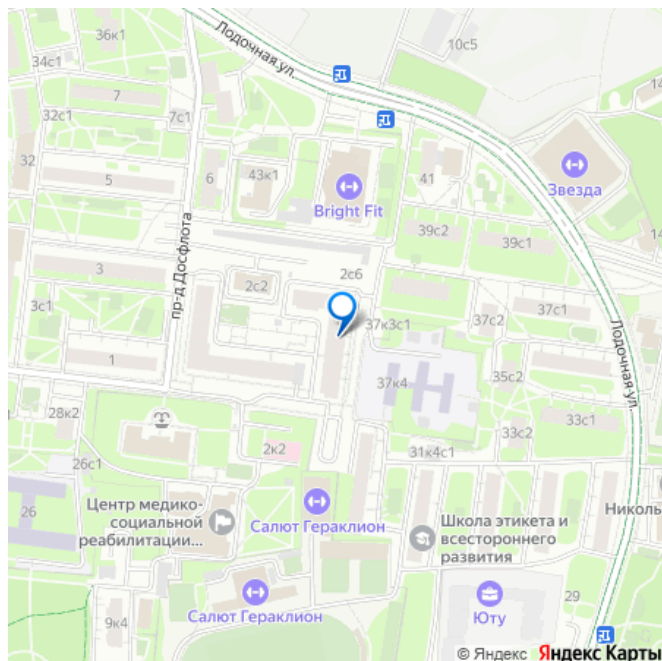 Лодочная ул.
36к1
10с5
34с1
7
32с1
7с1
32
5
6
43к1
Bright Fit
41
Звезда
14
39с2
39с1
пр-д Досфлота
3
2с2
2с6
3с1
37к3с1
37с2
37с1
Лодочная ул.
1
37к4
35с2
28к2
33с1
33с2
2к2
31к4с1
26с1
26
Центр медико-
социальной
реабилитации...
Салют Гераклион
Школа этикета и
всестороннего
развития
Николь
Салют Гераклион
Юту
29
9к4
14
© Яндекс Яндекс Карты